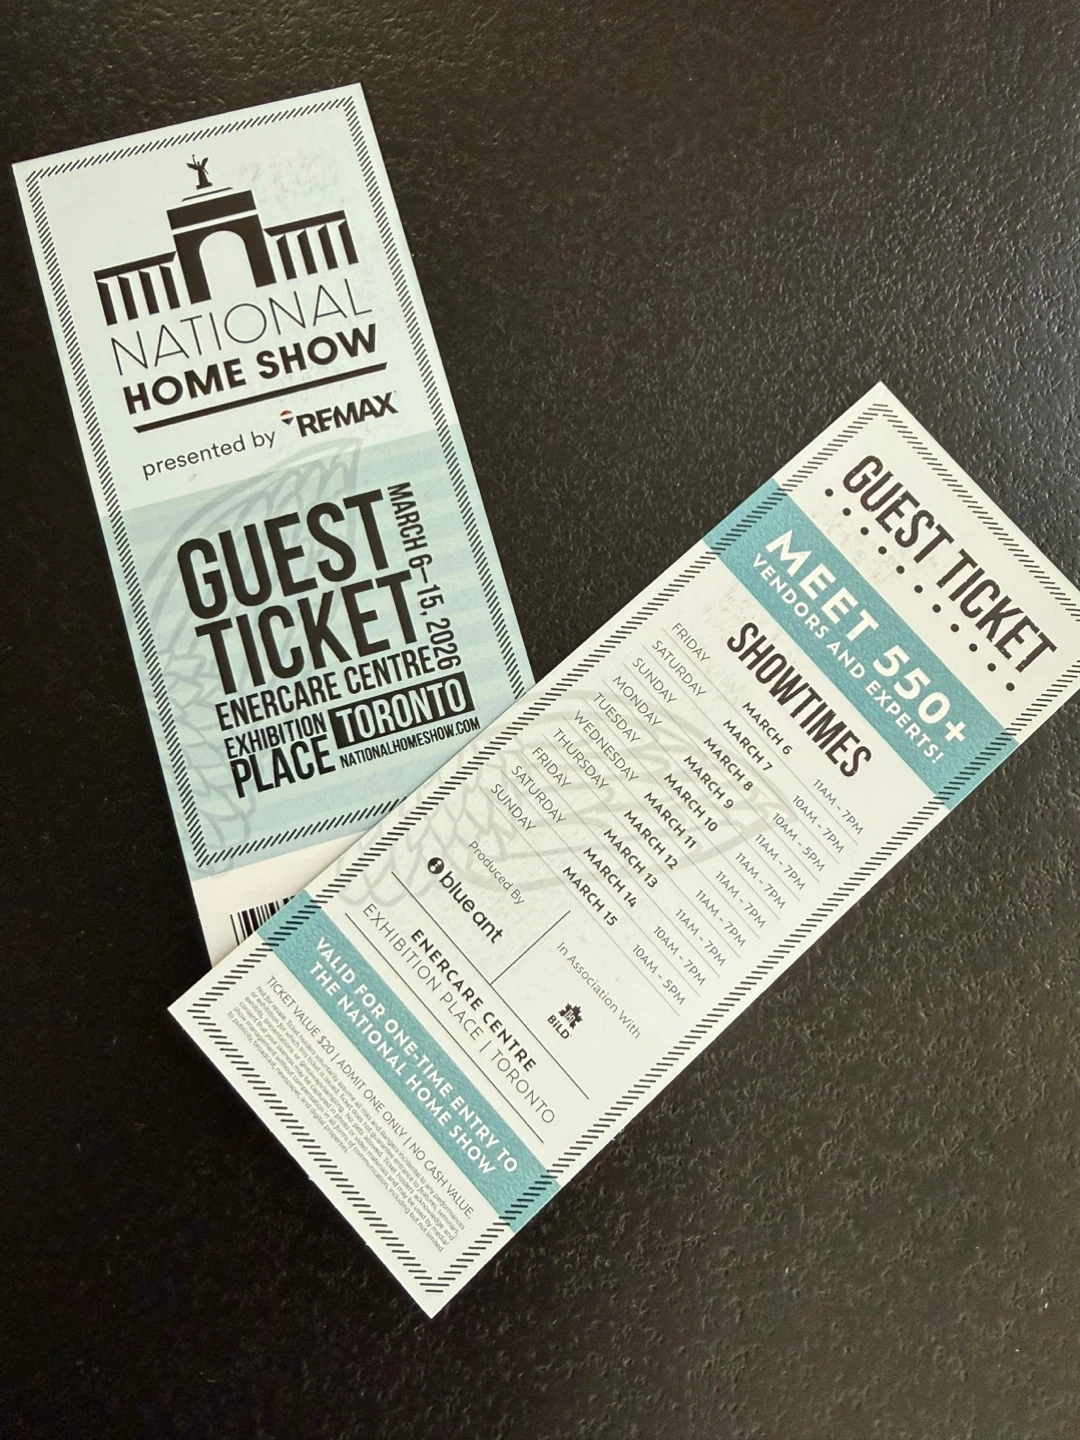 NATIONAL
HOME SHOW
presented by RE/MAX
GUEST
TICKET
MARCH 6–15, 2026
ENERCARE CENTRE
EXHIBITION
PLACE
TORONTO
NATIONALHOMESHOW.COM
GUEST TICKET
MEET 550+
VENDORS AND EXPERTS!
SHOWTIMES
FRIDAY MARCH 6 11AM - 7PM
SATURDAY MARCH 7 10AM - 7PM
SUNDAY MARCH 8 10AM - 5PM
MONDAY MARCH 9 11AM - 7PM
TUESDAY MARCH 10 11AM - 7PM
WEDNESDAY MARCH 11 11AM - 7PM
THURSDAY MARCH 12 11AM - 7PM
FRIDAY MARCH 13 11AM - 7PM
SATURDAY MARCH 14 10AM - 7PM
SUNDAY MARCH 15 10AM - 5PM
Produced By
blue ant
In Association With
BILD
ENERCARE CENTRE
EXHIBITION PLACE | TORONTO
VALID FOR ONE-TIME ENTRY TO
THE NATIONAL HOME SHOW
TICKET VALUE $20 | ADMIT ONE ONLY | NO CASH VALUE.